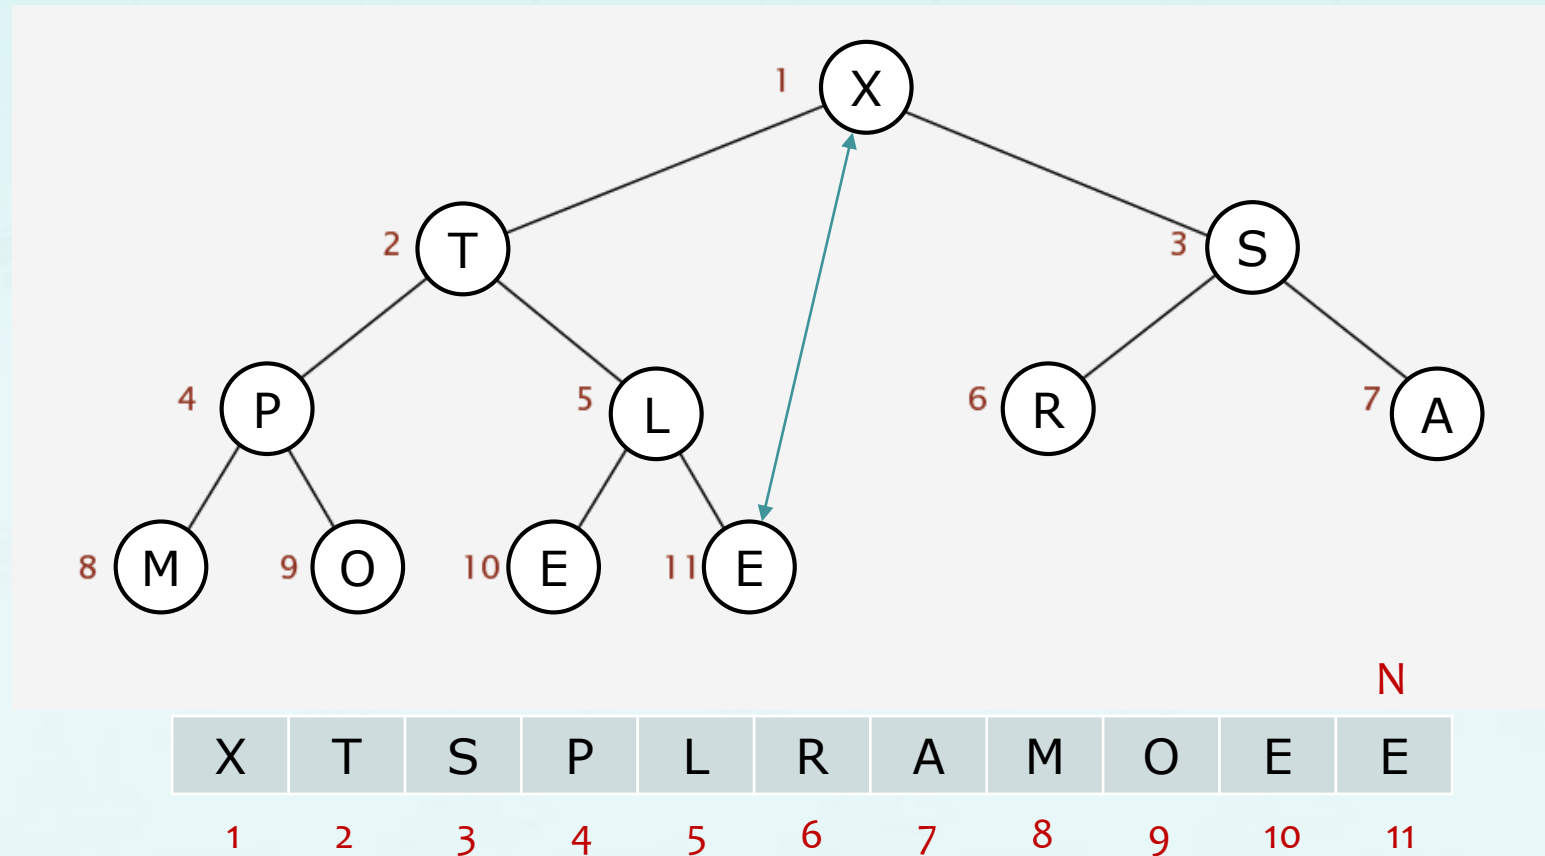 1 X
2 T 3 S
4 P 5 L 6 R 7 A
8 M 9 O 10 E 11 E
N
X T S P L R A M O E E
1 2 3 4 5 6 7 8 9 10 11